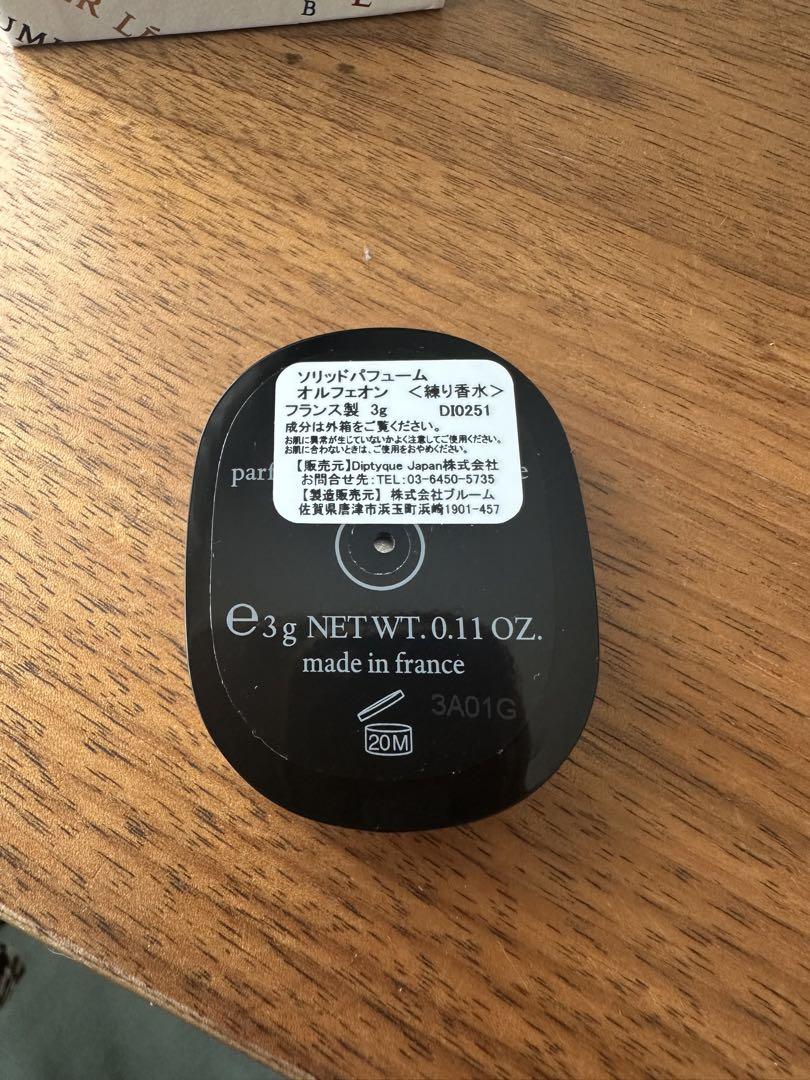 B
ソリッドパフューム
オルフェオン ＜練り香水＞
フランス製 3g DI0251
成分は外箱をご覧ください。
お肌に異常が生じていないかよく注意してご使用ください。
お肌に合わないときは、ご使用をおやめください。
【販売元】Diptyque Japan株式会社
お問合せ先:TEL:03-6450-5735
【製造販売元】 株式会社ブルーム
佐賀県唐津市浜玉町浜崎1901-457
e 3 g NET WT. 0.11 OZ.
made in france
3A01G
20M